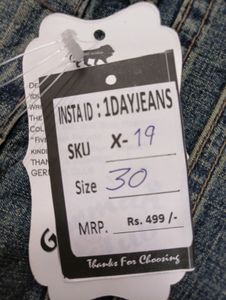 INSTA ID : 1DAYJEANS
SKU X-19
Size 30
MRP. Rs. 499 /-
Thanks For Choosing